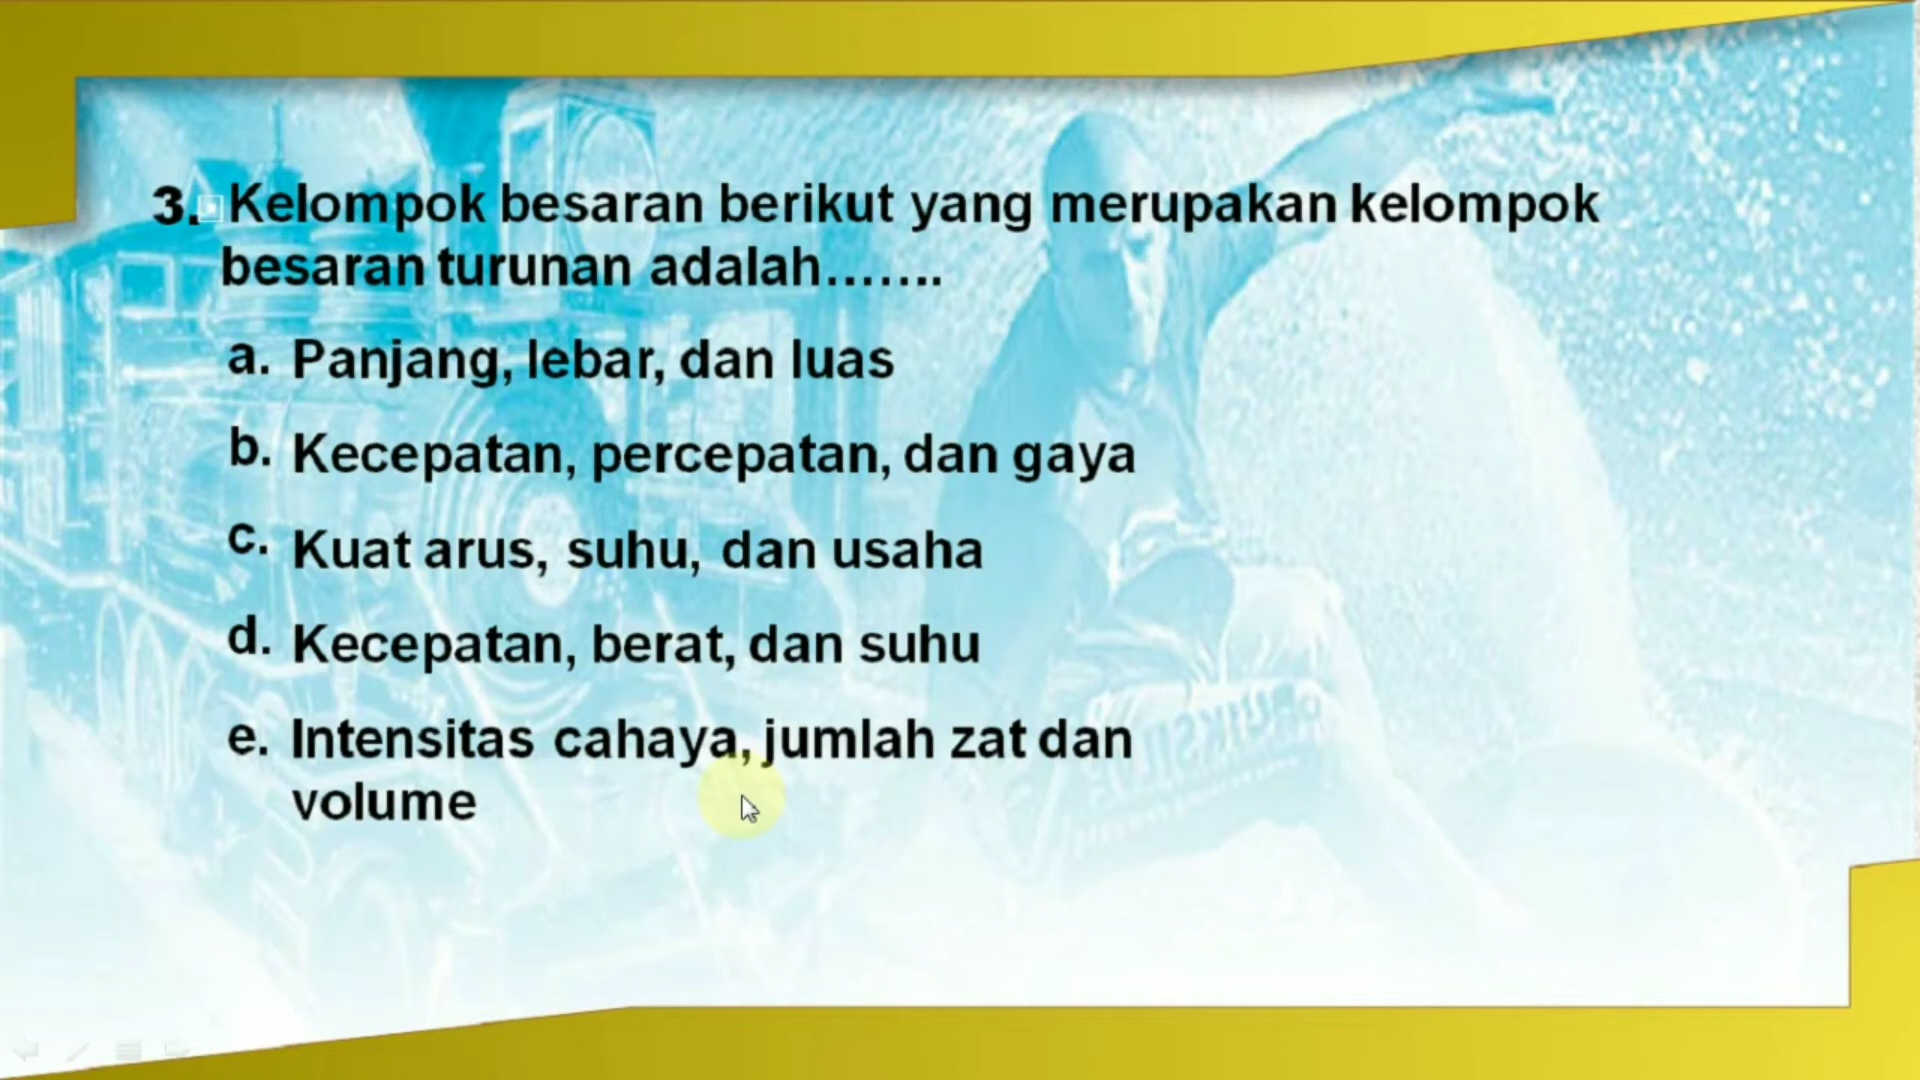 3. Kelompok besaran berikut yang merupakan kelompok
besaran turunan adalah.......
a. Panjang, lebar, dan luas
b. Kecepatan, percepatan, dan gaya
c. Kuat arus, suhu, dan usaha
d. Kecepatan, berat, dan suhu
e. Intensitas cahaya, jumlah zat dan
volume